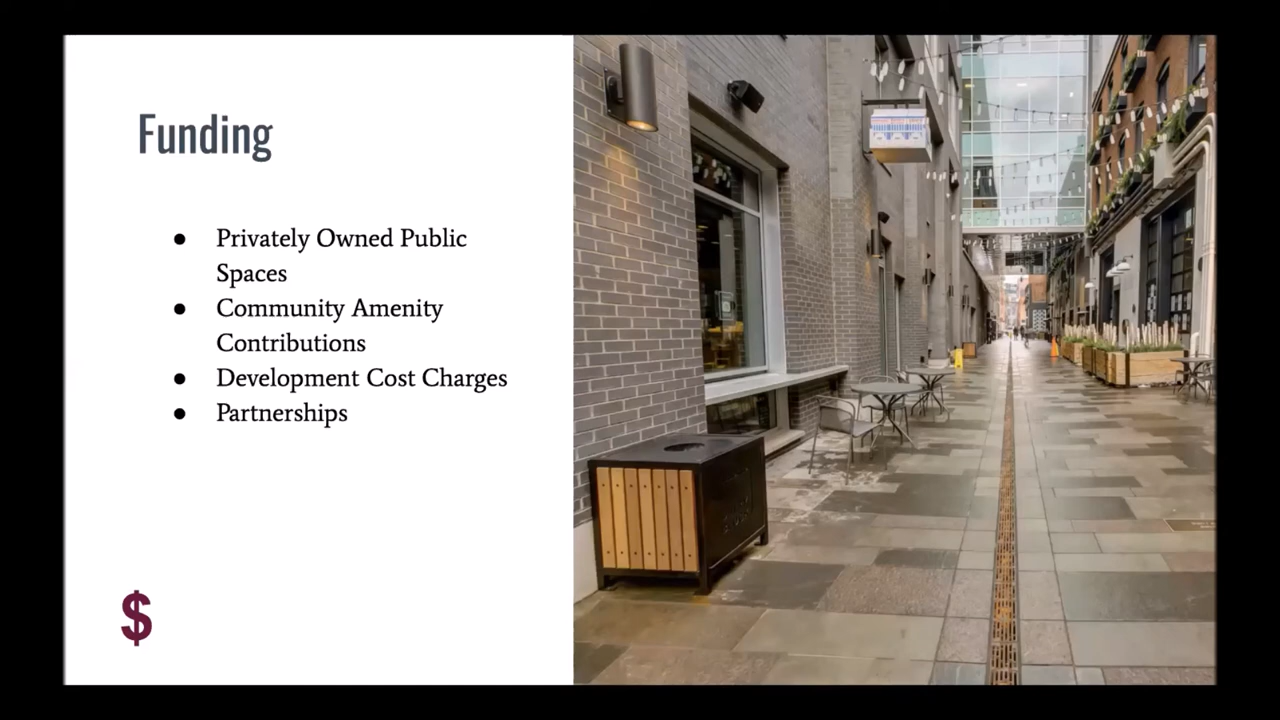 Funding
● Privately Owned Public
Spaces
● Community Amenity
Contributions
● Development Cost Charges
● Partnerships
$